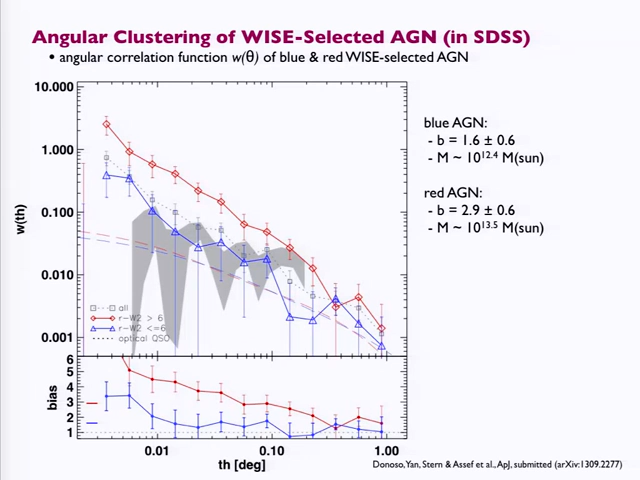 Angular Clustering of WISE-Selected AGN (in SDSS)
• angular correlation function w(θ) of blue & red WISE-selected AGN
10.000
1.000
0.100
0.010
0.001
w(th)
all
r-W2 > 6
r-W2 <=6
optical QSO
6
5
4
3
2
1
bias
0.01
0.10
1.00
th [deg]
blue AGN:
- b = 1.6 ± 0.6
- M ~ 10^12.4 M(sun)
red AGN:
- b = 2.9 ± 0.6
- M ~ 10^13.5 M(sun)
Donoso, Yan, Stern & Assef et al., ApJ, submitted (arXiv:1309.2277)